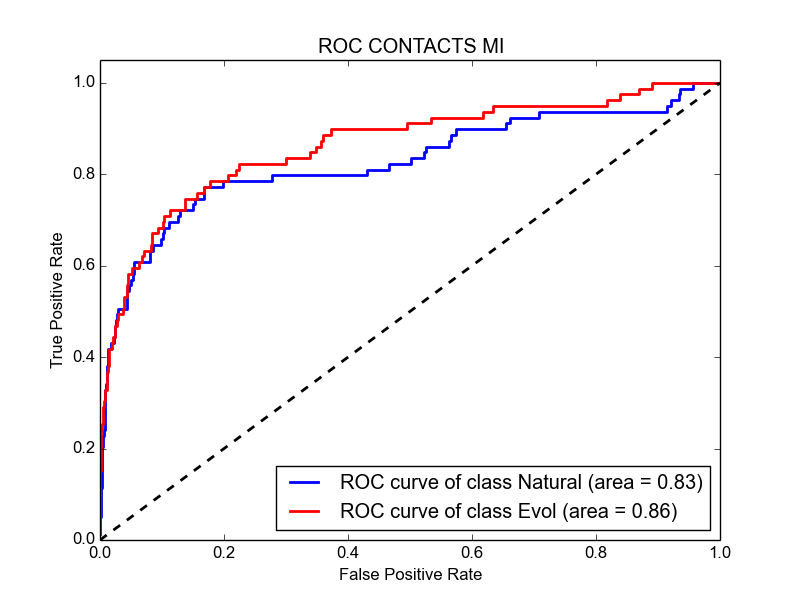 ROC CONTACTS MI
1.0
0.8
0.6
0.4
0.2
0.0
True Positive Rate
ROC curve of class Natural (area = 0.83)
ROC curve of class Evol (area = 0.86)
0.0 0.2 0.4 0.6 0.8 1.0
False Positive Rate